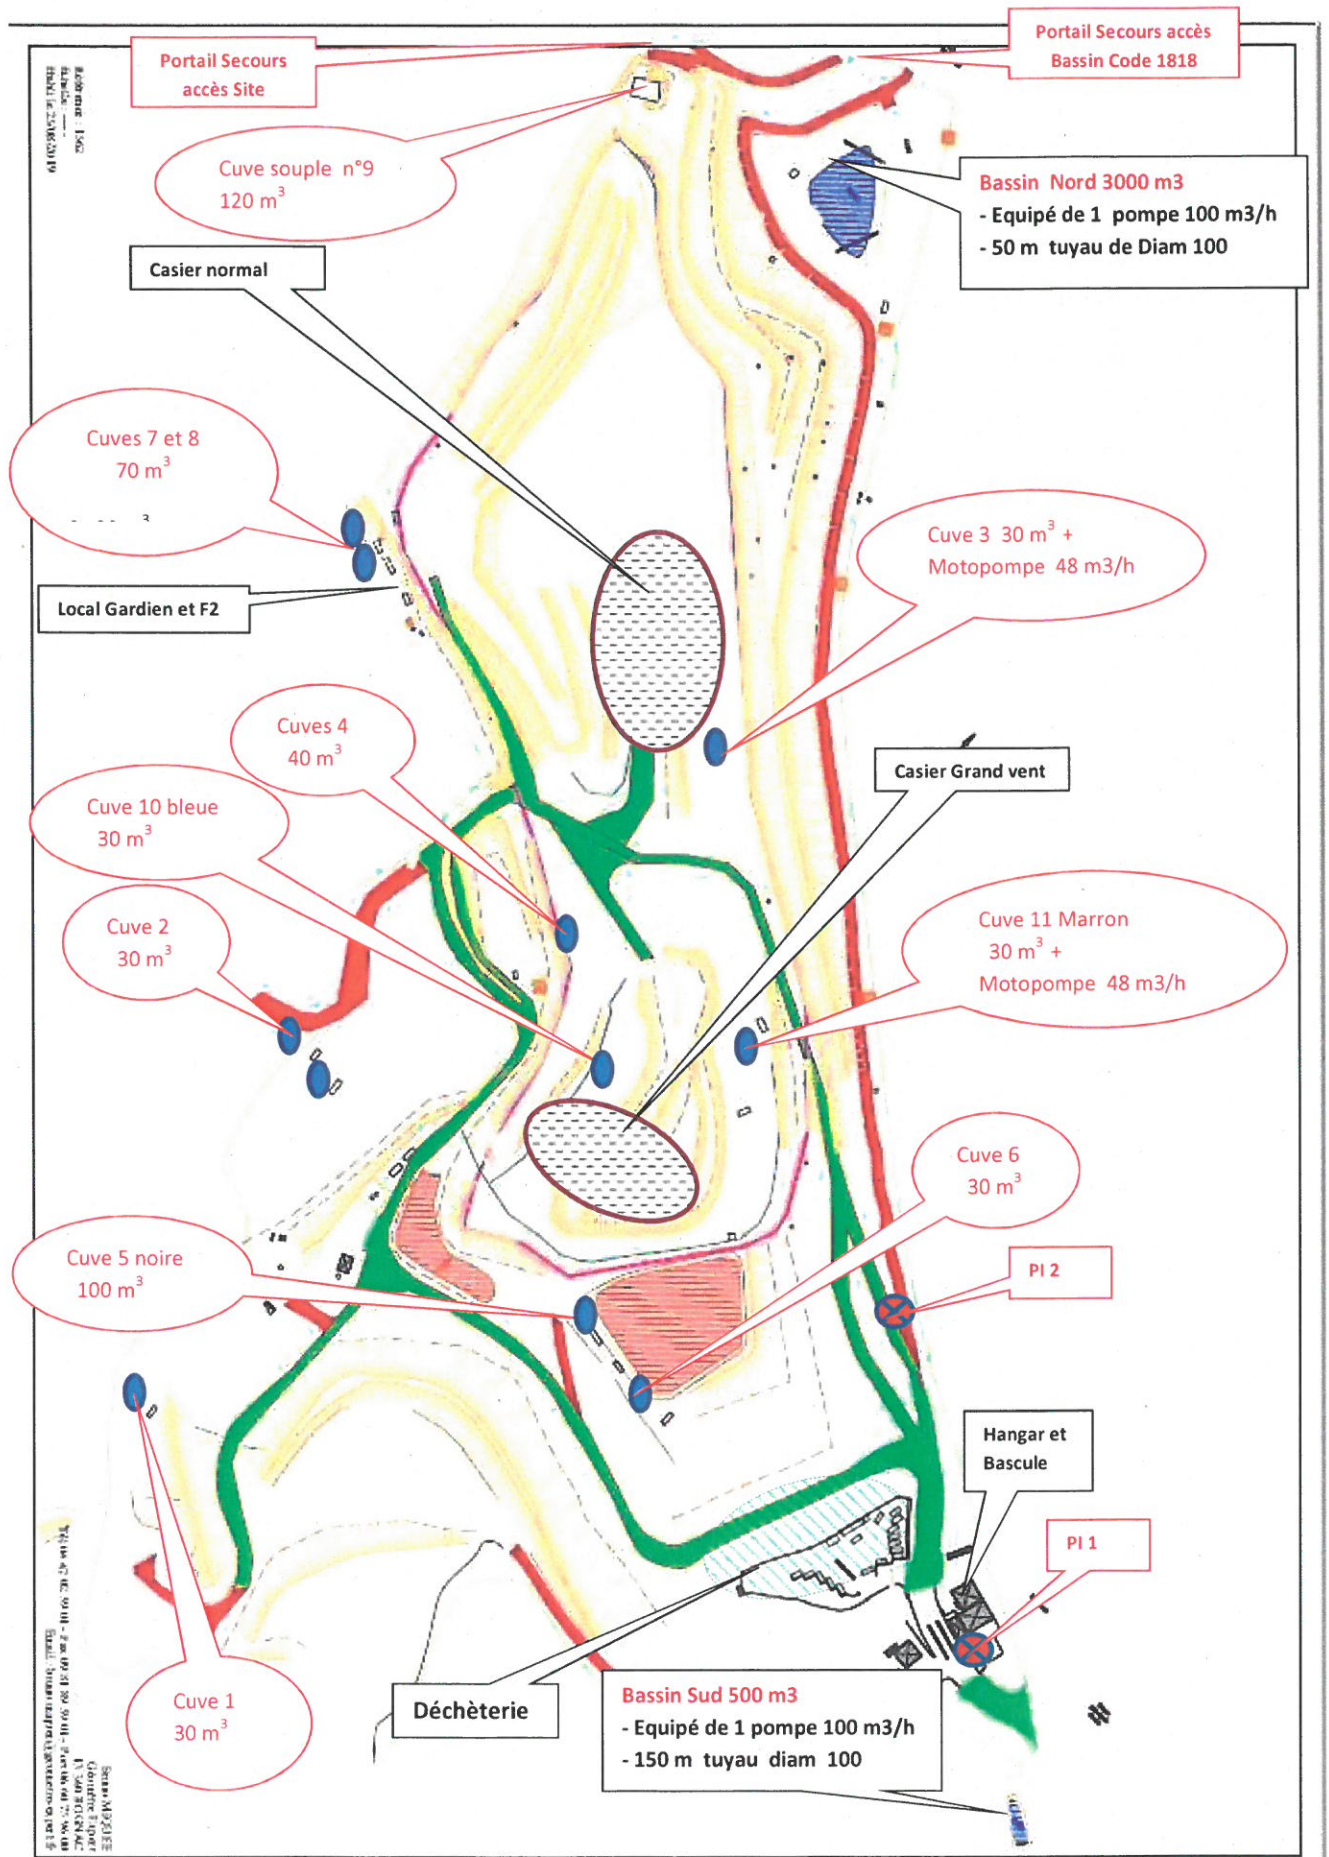 Portail Secours
accès Site
Portail Secours accès
Bassin Code 1818
Cuve souple n°9
120 m³
Bassin Nord 3000 m3
- Equipé de 1 pompe 100 m3/h
- 50 m tuyau de Diam 100
Casier normal
Cuves 7 et 8
70 m³
Cuve 3 30 m³ +
Motopompe 48 m3/h
Local Gardien et F2
Cuves 4
40 m³
Casier Grand vent
Cuve 10 bleue
30 m³
Cuve 2
30 m³
Cuve 11 Marron
30 m³ +
Motopompe 48 m3/h
Cuve 6
30 m³
Cuve 5 noire
100 m³
PI 2
Hangar et
Bascule
PI 1
Cuve 1
30 m³
Déchèterie
Bassin Sud 500 m3
- Equipé de 1 pompe 100 m3/h
- 150 m tuyau diam 100